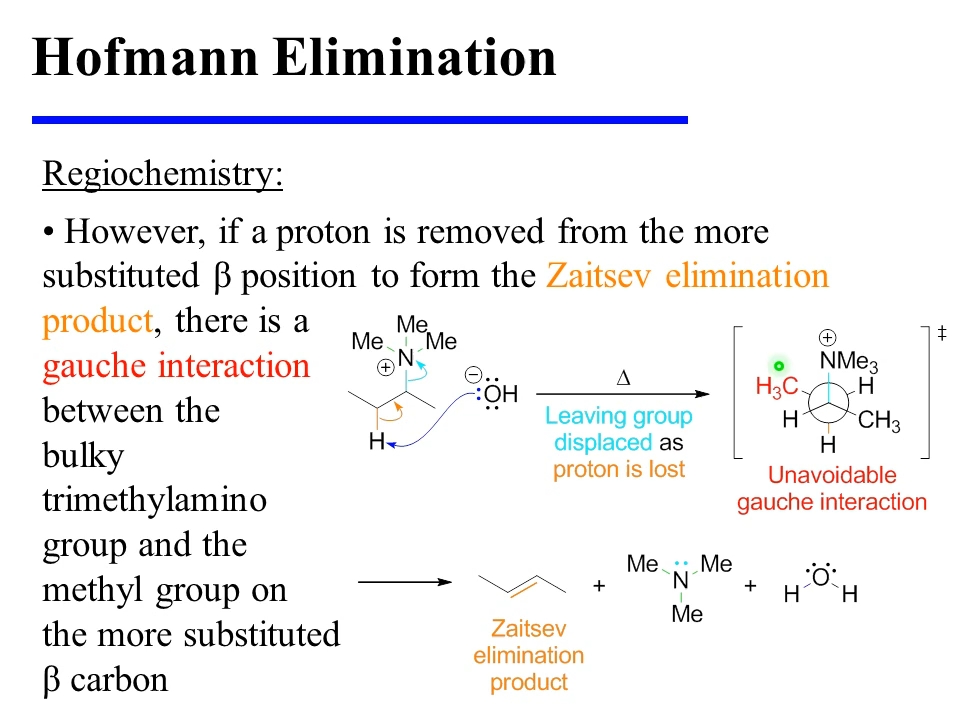 Hofmann Elimination
Regiochemistry:
• However, if a proton is removed from the more
substituted β position to form the Zaitsev elimination
product, there is a
gauche interaction
between the
bulky
trimethylamino
group and the
methyl group on
the more substituted
β carbon
Me
Me N Me
⊕
H
⊖
:OH
Δ
Leaving group
displaced as
proton is lost
⊕
NMe₃
H₃C H
H CH₃
H
‡
Unavoidable
gauche interaction
Zaitsev
elimination
product
+
Me N Me
Me
+
H O H